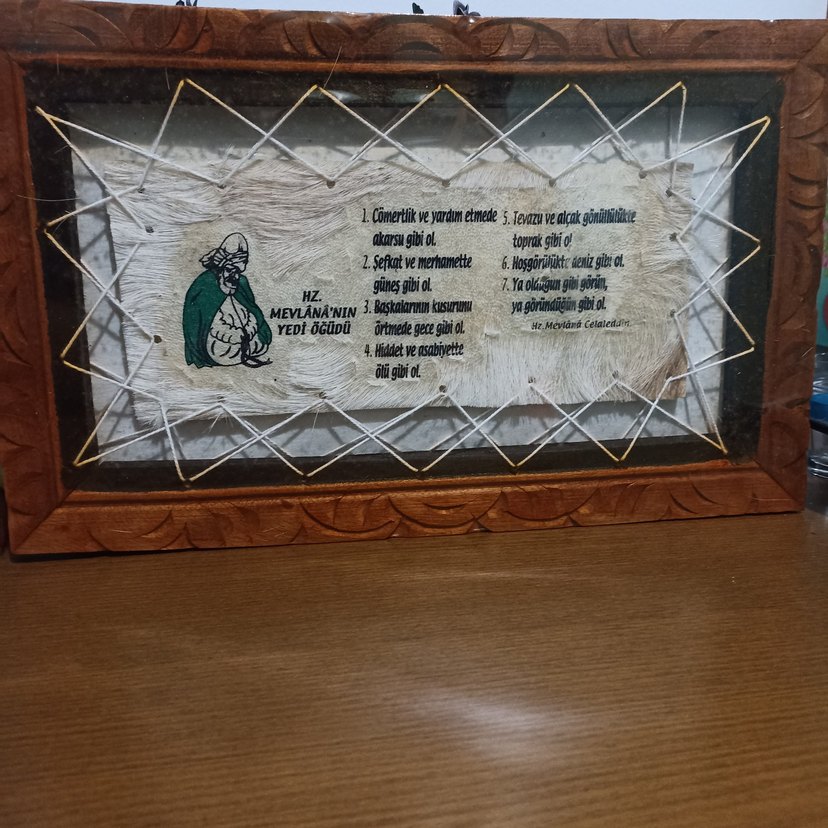 HZ.
MEVLÂNÂ'NIN
YEDİ ÖĞÜDÜ
1. Cömertlik ve yardım etmede
akarsu gibi ol.
2. Şefkat ve merhamette
güneş gibi ol.
3. Başkalarının kusurunu
örtmede gece gibi ol.
4. Hiddet ve asabiyette
ölü gibi ol.
5. Tevazu ve alçak gönüllülükte
toprak gibi ol
6. Hoşgörülükte deniz gibi ol.
7. Ya olduğun gibi görün,
ya göründüğün gibi ol.
Hz. Mevlânâ Celaleddin.